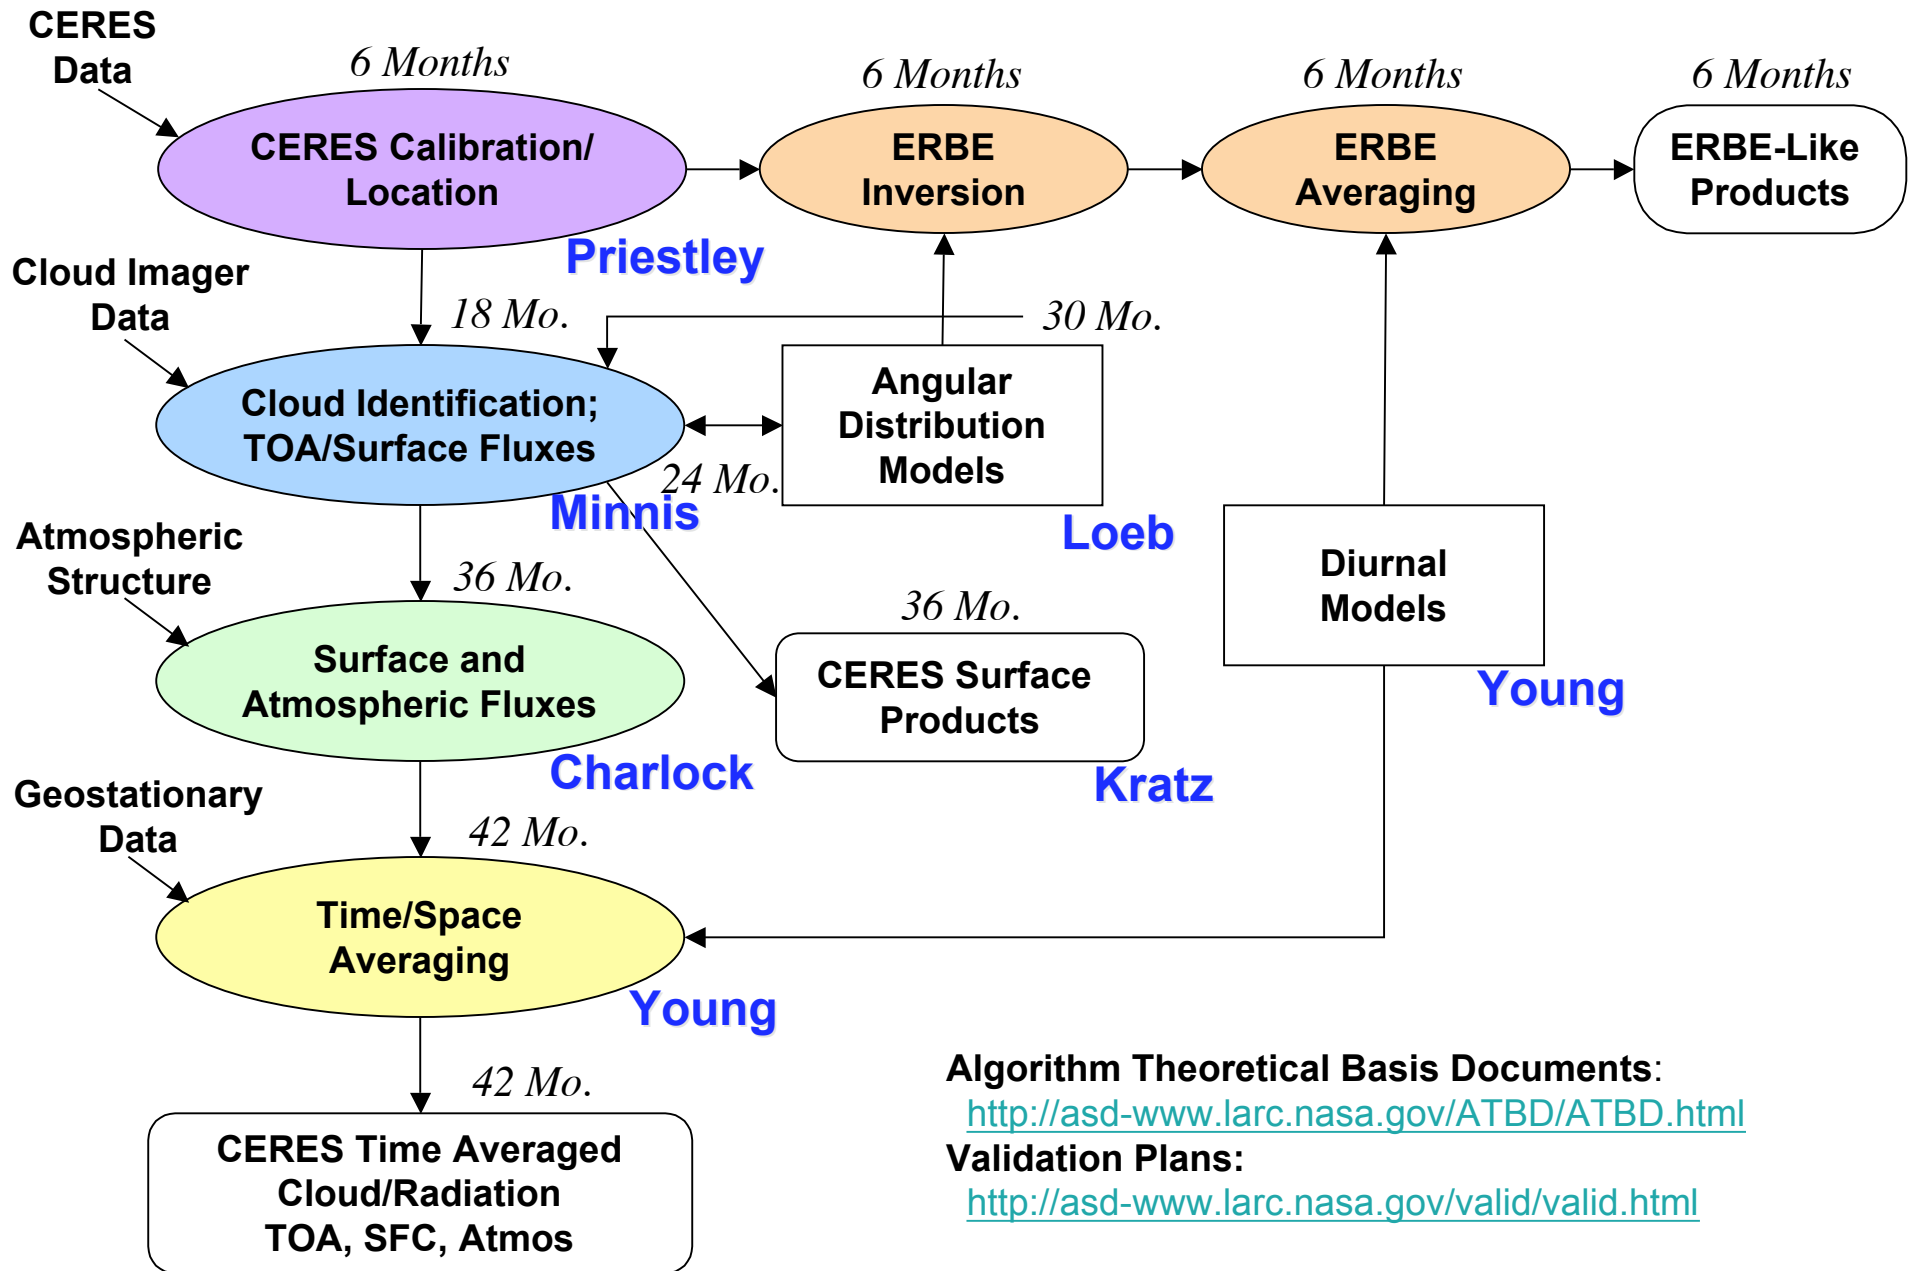 CERES
Data
6 Months
6 Months
6 Months
6 Months
CERES Calibration/
Location
ERBE
Inversion
ERBE
Averaging
ERBE-Like
Products
Priestley
Cloud Imager
Data
18 Mo.
30 Mo.
Cloud Identification;
TOA/Surface Fluxes
Angular
Distribution
Models
24 Mo.
Minnis
Loeb
Atmospheric
Structure
36 Mo.
36 Mo.
Diurnal
Models
Surface and
Atmospheric Fluxes
CERES Surface
Products
Young
Charlock
Kratz
Geostationary
Data
42 Mo.
Time/Space
Averaging
Young
42 Mo.
CERES Time Averaged
Cloud/Radiation
TOA, SFC, Atmos
Algorithm Theoretical Basis Documents:
http://asd-www.larc.nasa.gov/ATBD/ATBD.html
Validation Plans:
http://asd-www.larc.nasa.gov/valid/valid.html